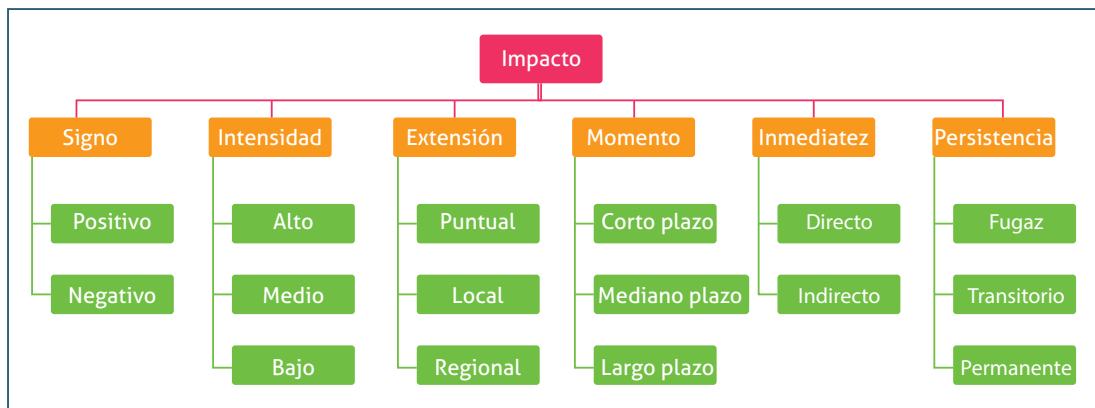 Impacto
Signo
Intensidad
Extensión
Momento
Inmediatez
Persistencia
Positivo
Alto
Puntual
Corto plazo
Directo
Fugaz
Negativo
Medio
Local
Mediano plazo
Indirecto
Transitorio
Bajo
Regional
Largo plazo
Permanente